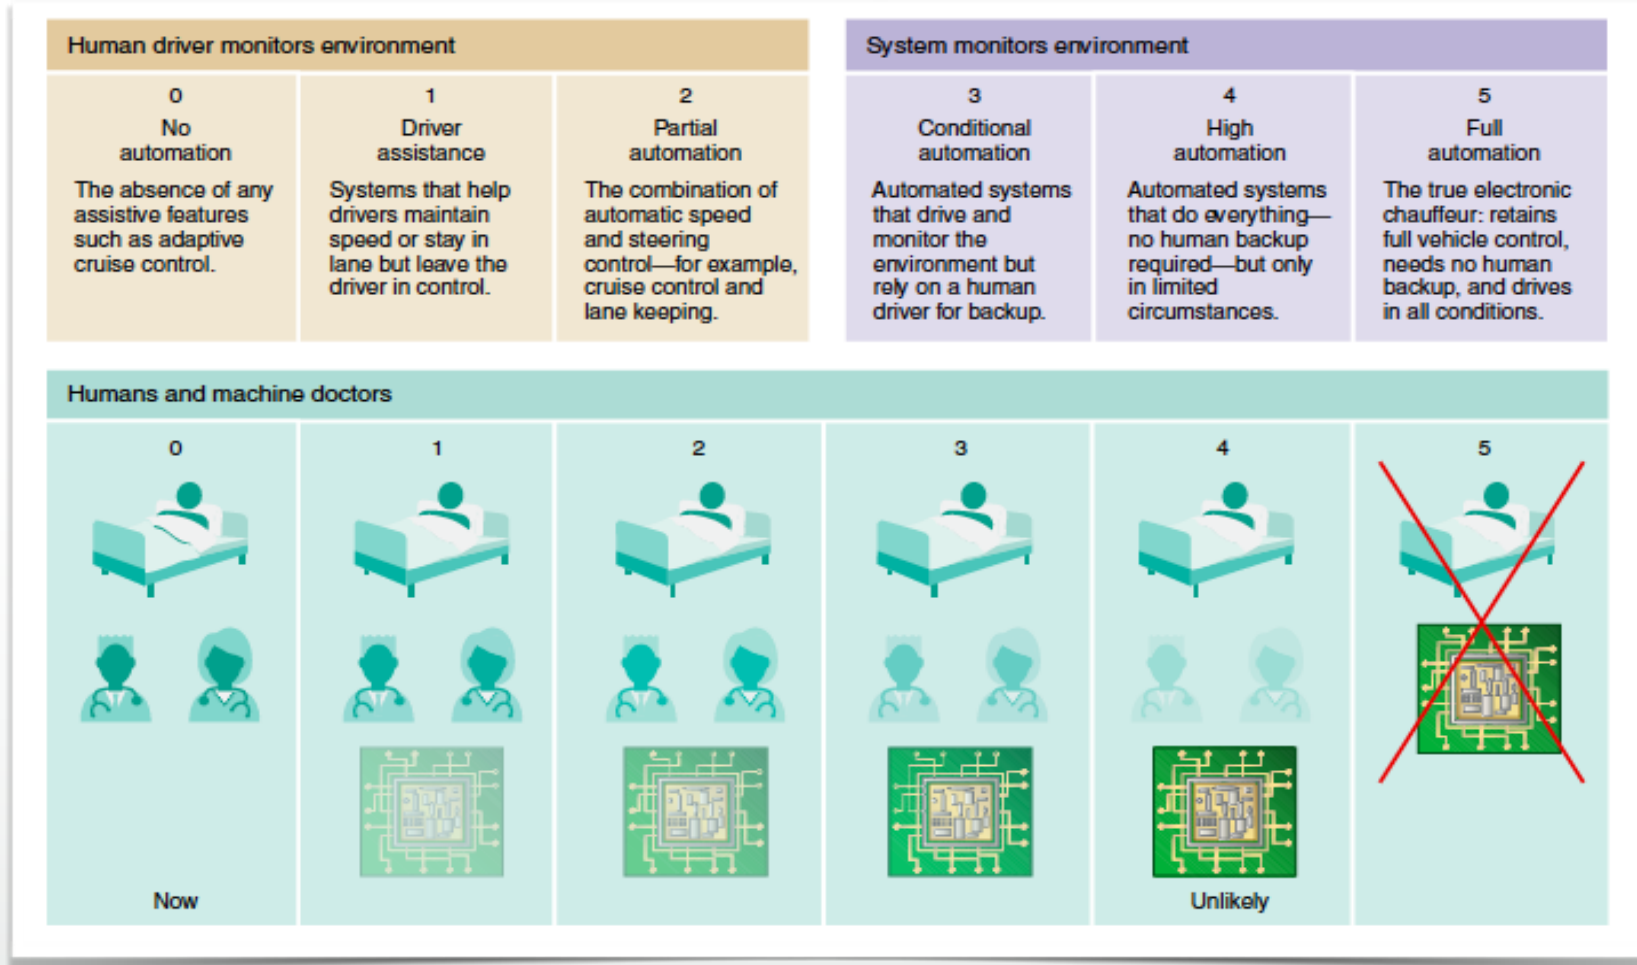 Human driver monitors environment
System monitors environment
0
No
automation
The absence of any
assistive features
such as adaptive
cruise control.
1
Driver
assistance
Systems that help
drivers maintain
speed or stay in
lane but leave the
driver in control.
2
Partial
automation
The combination of
automatic speed
and steering
control—for example,
cruise control and
lane keeping.
3
Conditional
automation
Automated systems
that drive and
monitor the
environment but
rely on a human
driver for backup.
4
High
automation
Automated systems
that do everything—
no human backup
required—but only
in limited
circumstances.
5
Full
automation
The true electronic
chauffeur: retains
full vehicle control,
needs no human
backup, and drives
in all conditions.
Humans and machine doctors
0
1
2
3
4
5
Now
Unlikely